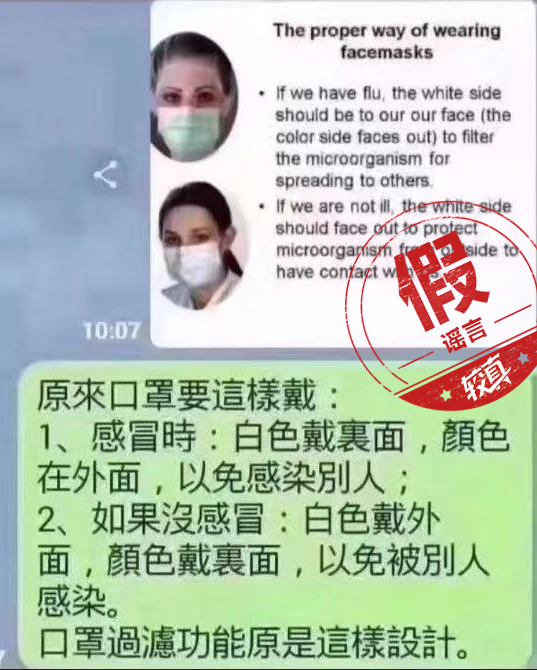 The proper way of wearing
facemasks
• If we have flu, the white side
should be to our our face (the
color side faces out) to filter
the microorganism for
spreading to others.
• If we are not ill, the white side
should face out to protect
microorganism side to
have contact
假
谣言
较真
10:07
原來口罩要這樣戴：
1、感冒時：白色戴裏面，顏色
在外面，以免感染別人；
2、如果沒感冒：白色戴外
面，顏色戴裏面，以免被別人
感染。
口罩過濾功能原是這樣設計。